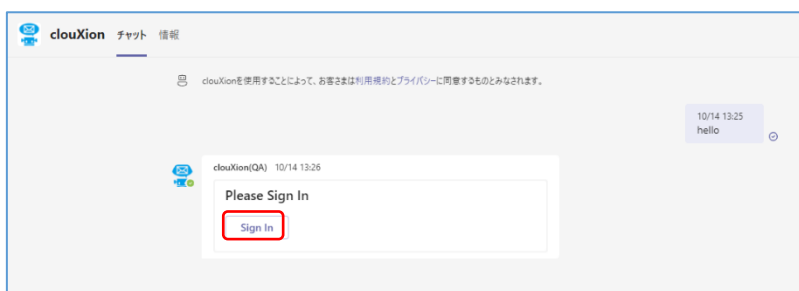 clouXion チャット 情報
clouXionを使用することによって、お客さまは利用規約とプライバシーに同意するものとみなされます。
10/14 13:25
hello
clouXion(QA) 10/14 13:26
Please Sign In
Sign In